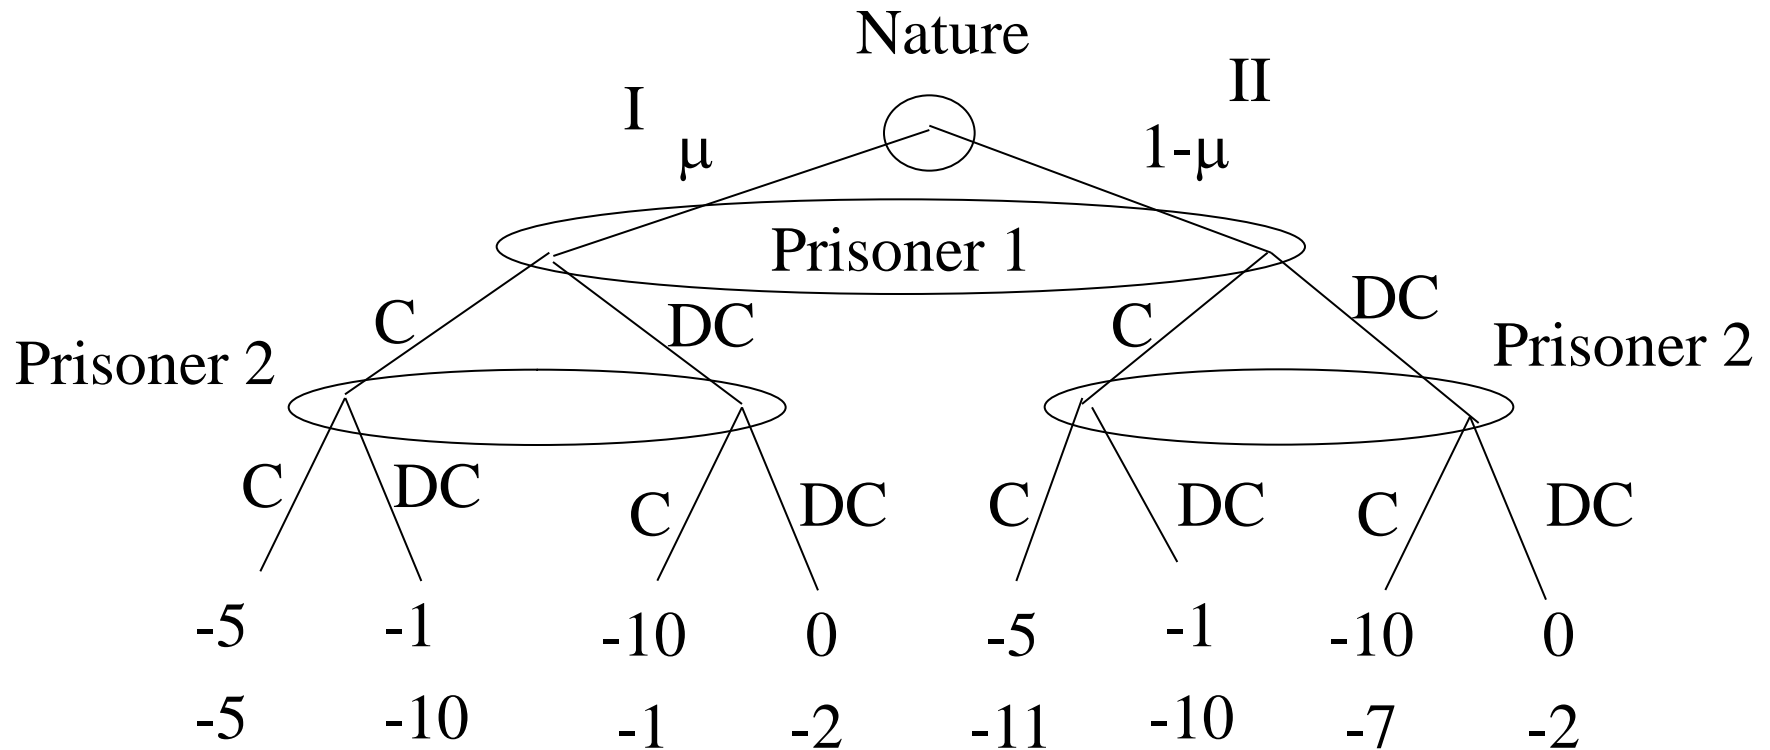 Nature
I II
μ 1-μ
Prisoner 1
C DC C DC
Prisoner 2 Prisoner 2
C DC C DC C DC C DC
-5 -1 -10 0 -5 -1 -10 0
-5 -10 -1 -2 -11 -10 -7 -2